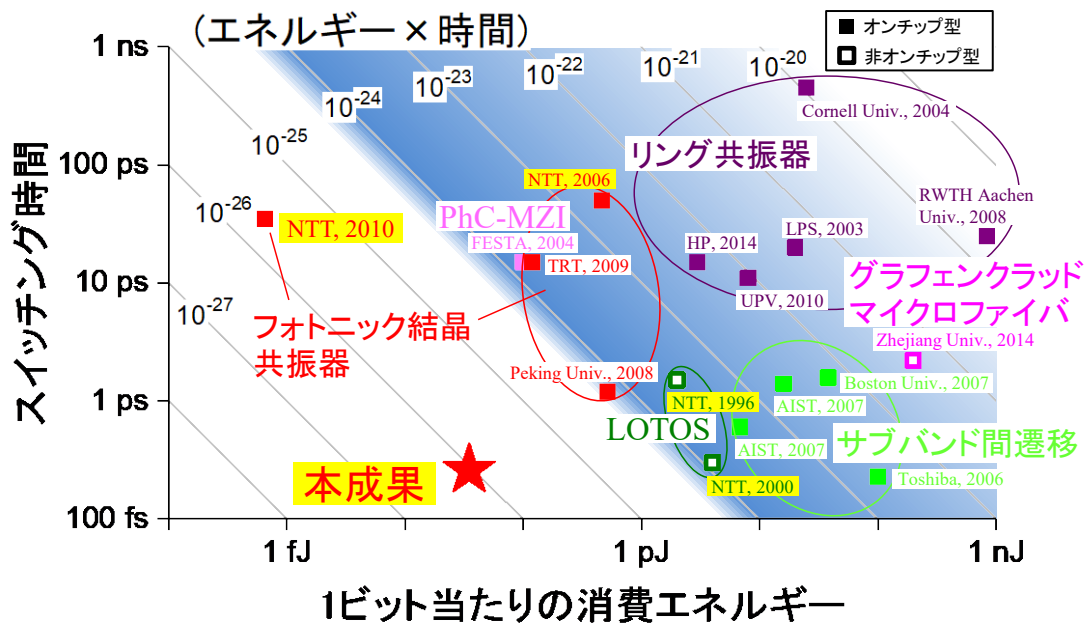 (エネルギー×時間)
■ オンチップ型
□ 非オンチップ型
1 ns
100 ps
10 ps
1 ps
100 fs
スイッチング時間
10-20
10-21
10-22
10-23
10-24
10-25
10-26
10-27
Cornell Univ., 2004
リング共振器
RWTH Aachen
Univ., 2008
NTT, 2006
NTT, 2010
PhC-MZI
FESTA, 2004
TRT, 2009
HP, 2014
LPS, 2003
UPV, 2010
グラフェンクラッド
マイクロファイバ
Zhejiang Univ., 2014
フォトニック結晶
共振器
Peking Univ., 2008
NTT, 1996
LOTOS
NTT, 2000
Boston Univ., 2007
AIST, 2007
AIST, 2007
サブバンド間遷移
Toshiba, 2006
本成果
1 fJ
1 pJ
1 nJ
1ビット当たりの消費エネルギー